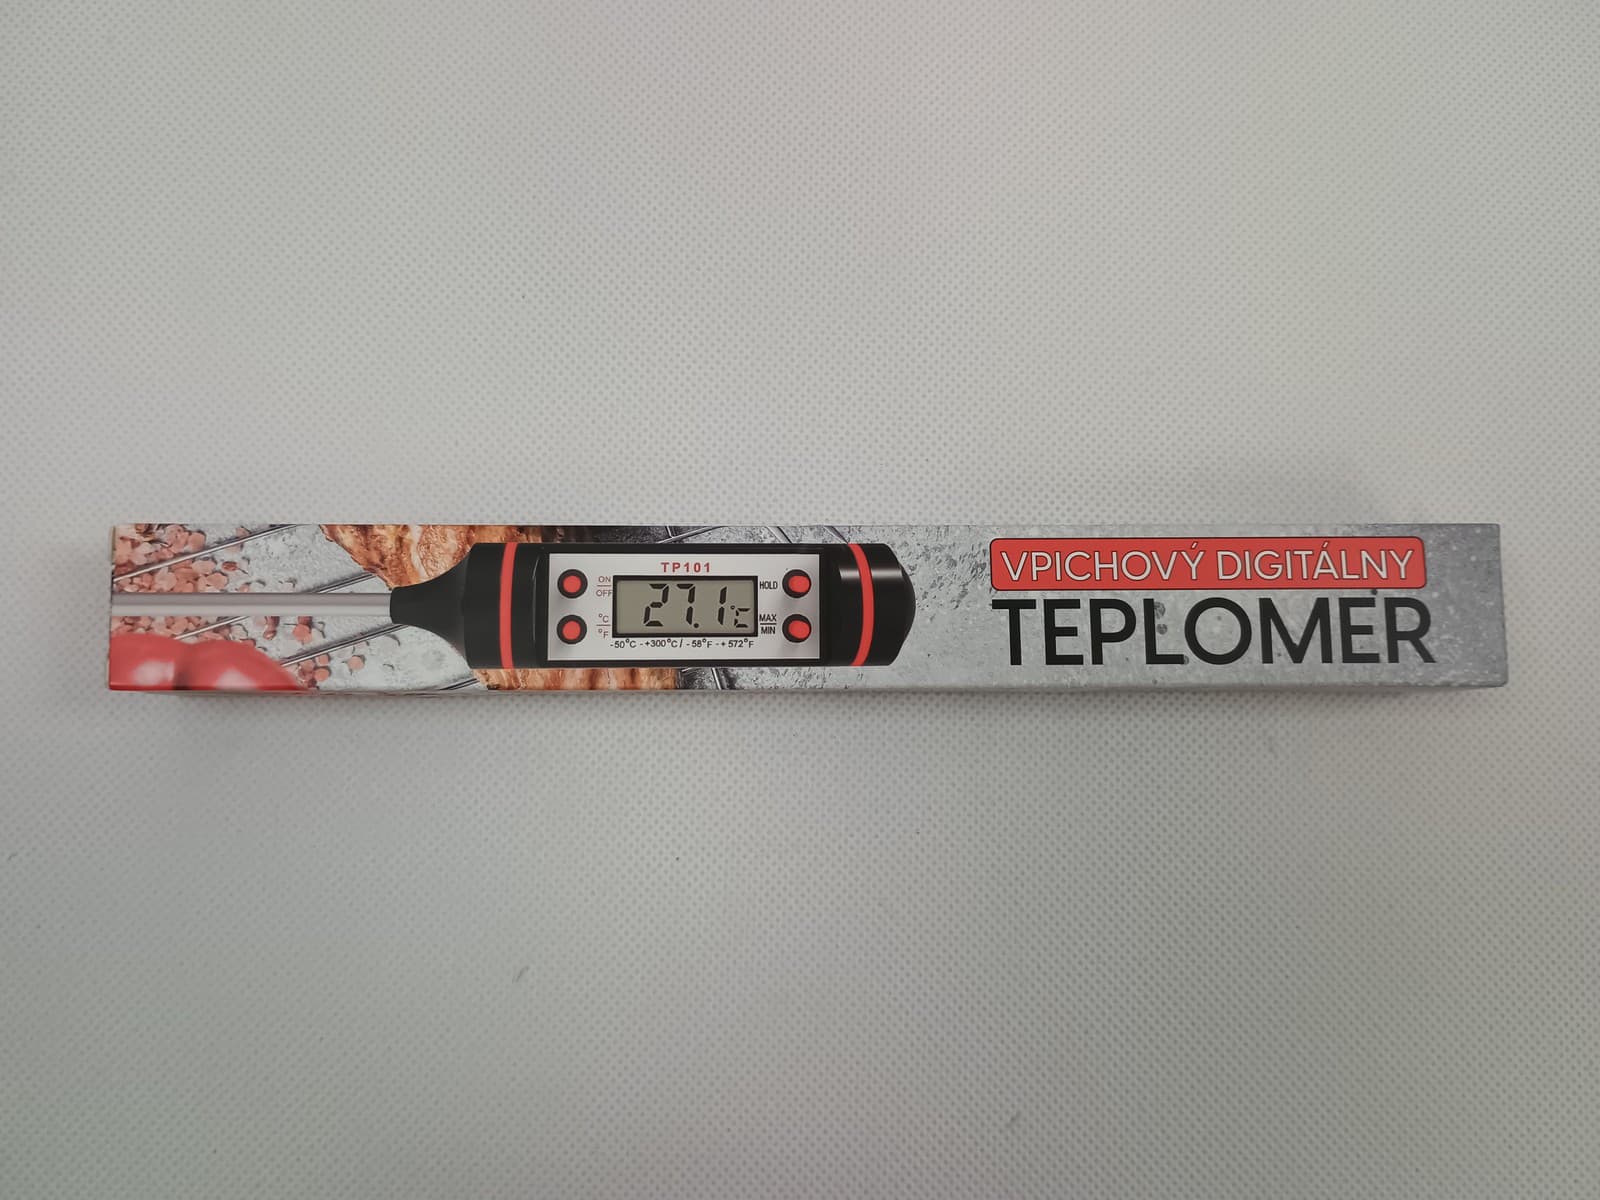 TP101
ON
OFF
°C
°F
27.1°C
HOLD
MAX
MIN
-50°C -+300°C / -58°F -+572°F
VPICHOVÝ DIGITÁLNY
TEPLOMER